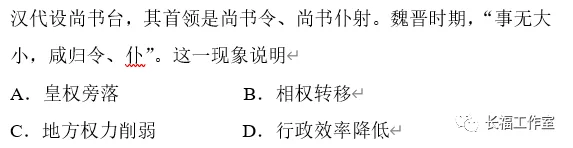 汉代设尚书台，其首领是尚书令、尚书仆射。魏晋时期，“事无大
小，咸归令、仆”。这一现象说明↵
A．皇权旁落 B．相权转移↵
C．地方权力削弱 D．行政效率降低↵
长福工作室